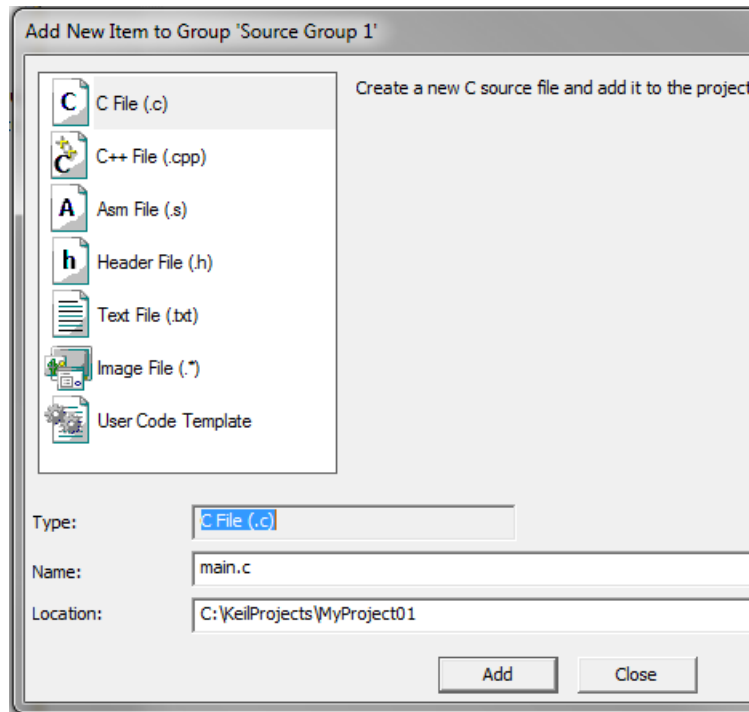 Add New Item to Group 'Source Group 1'
C File (.c)
Create a new C source file and add it to the project
C++ File (.cpp)
Asm File (.s)
Header File (.h)
Text File (.txt)
Image File (.*)
User Code Template
Type:
C File (.c)
Name:
main.c
Location:
C:\KeilProjects\MyProject01
Add
Close